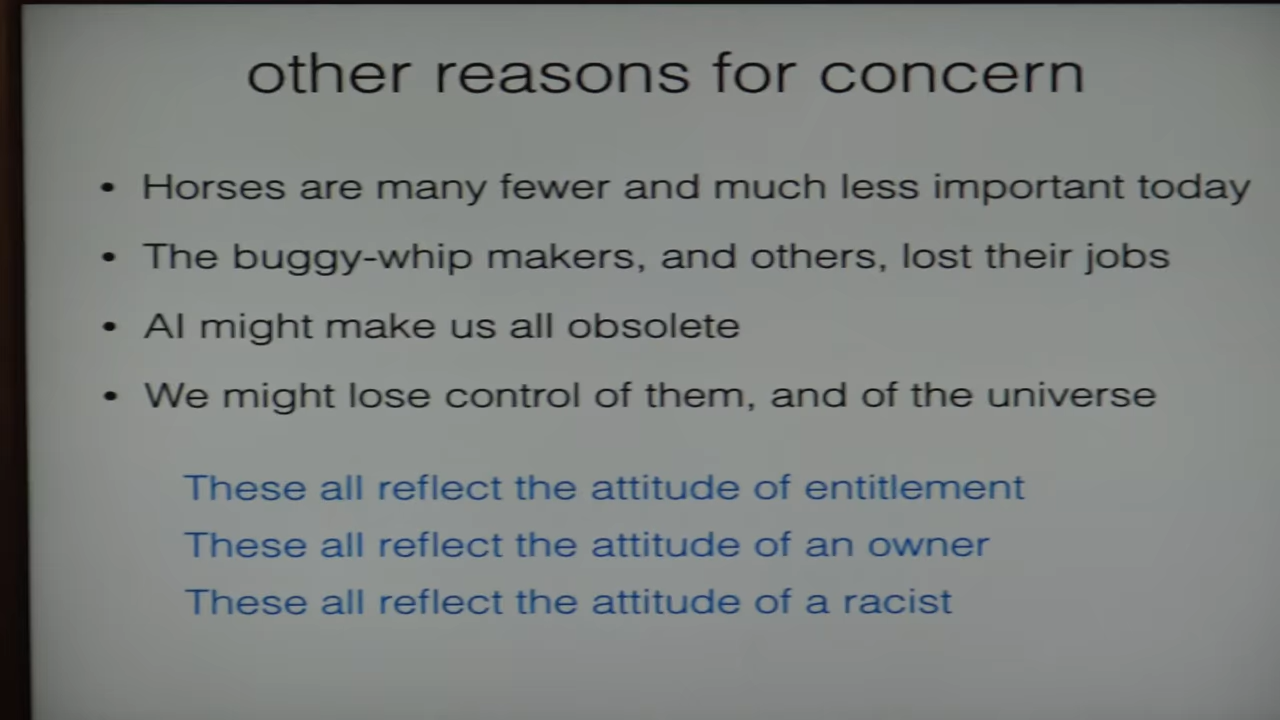 other reasons for concern
• Horses are many fewer and much less important today
• The buggy-whip makers, and others, lost their jobs
• AI might make us all obsolete
• We might lose control of them, and of the universe
These all reflect the attitude of entitlement
These all reflect the attitude of an owner
These all reflect the attitude of a racist